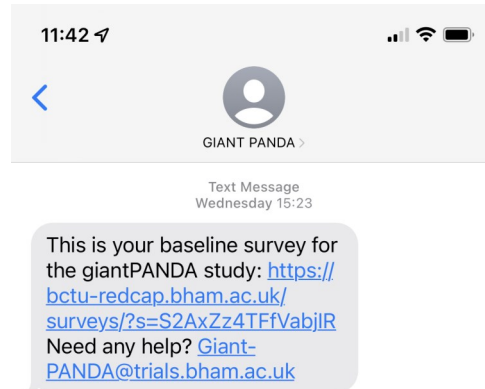 11:42
GIANT PANDA
Text Message
Wednesday 15:23
This is your baseline survey for
the giantPANDA study: https://
bctu-redcap.bham.ac.uk/
surveys/?s=S2AxZz4TFfVabjlR
Need any help? Giant-
PANDA@trials.bham.ac.uk